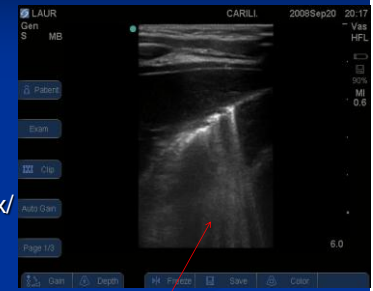 LAUR CARILI. 2008Sep20 20:17
Gen Vas
S MB HFL
90%
MI
0.6
Patient
Exam
Clip
Auto Gain
Page 1/3
x/
6.0
Gain Depth Freeze Save Color